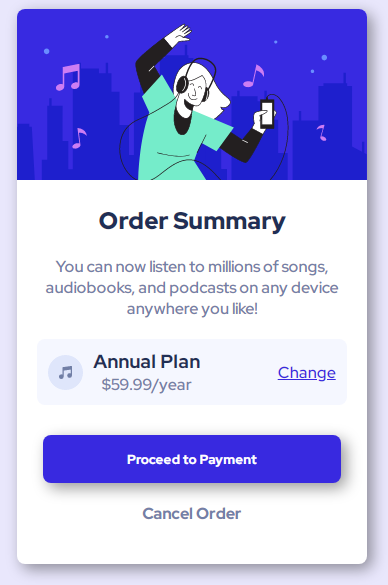 Order Summary
You can now listen to millions of songs,
audiobooks, and podcasts on any device
anywhere you like!
Annual Plan
$59.99/year
Change
Proceed to Payment
Cancel Order